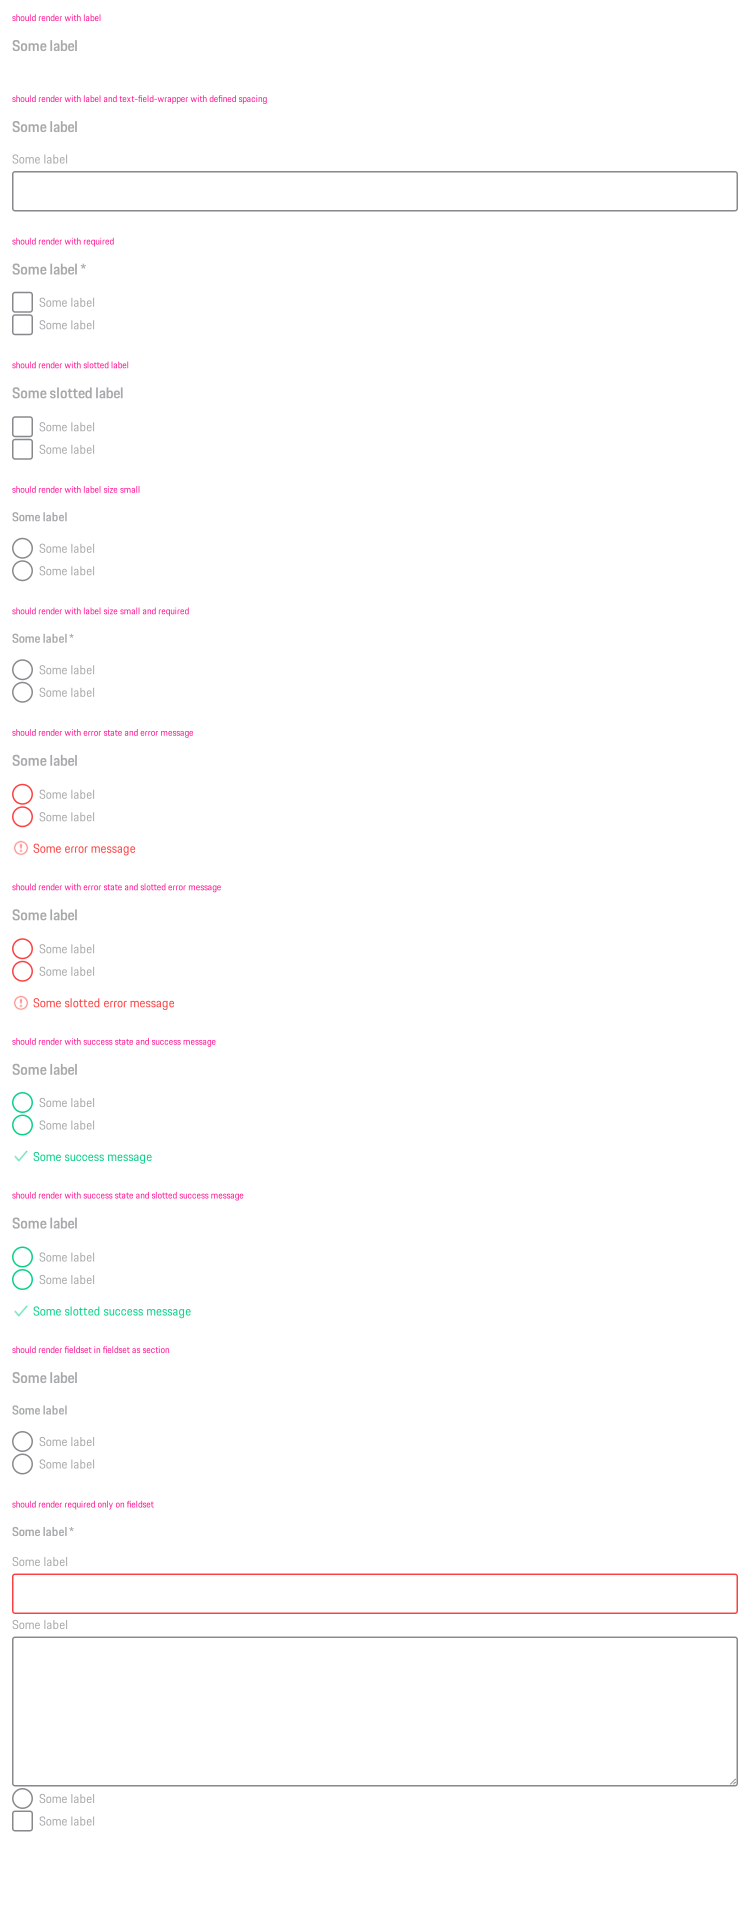 should render with label
Some label
should render with label and text-field-wrapper with defined spacing
Some label
Some label
should render with required
Some label *
Some label
Some label
should render with slotted label
Some slotted label
Some label
Some label
should render with label size small
Some label
Some label
Some label
should render with label size small and required
Some label *
Some label
Some label
should render with error state and error message
Some label
Some label
Some label
Some error message
should render with error state and slotted error message
Some label
Some label
Some label
Some slotted error message
should render with success state and success message
Some label
Some label
Some label
Some success message
should render with success state and slotted success message
Some label
Some label
Some label
Some slotted success message
should render fieldset in fieldset as section
Some label
Some label
Some label
Some label
should render required only on fieldset
Some label *
Some label
Some label
Some label
Some label